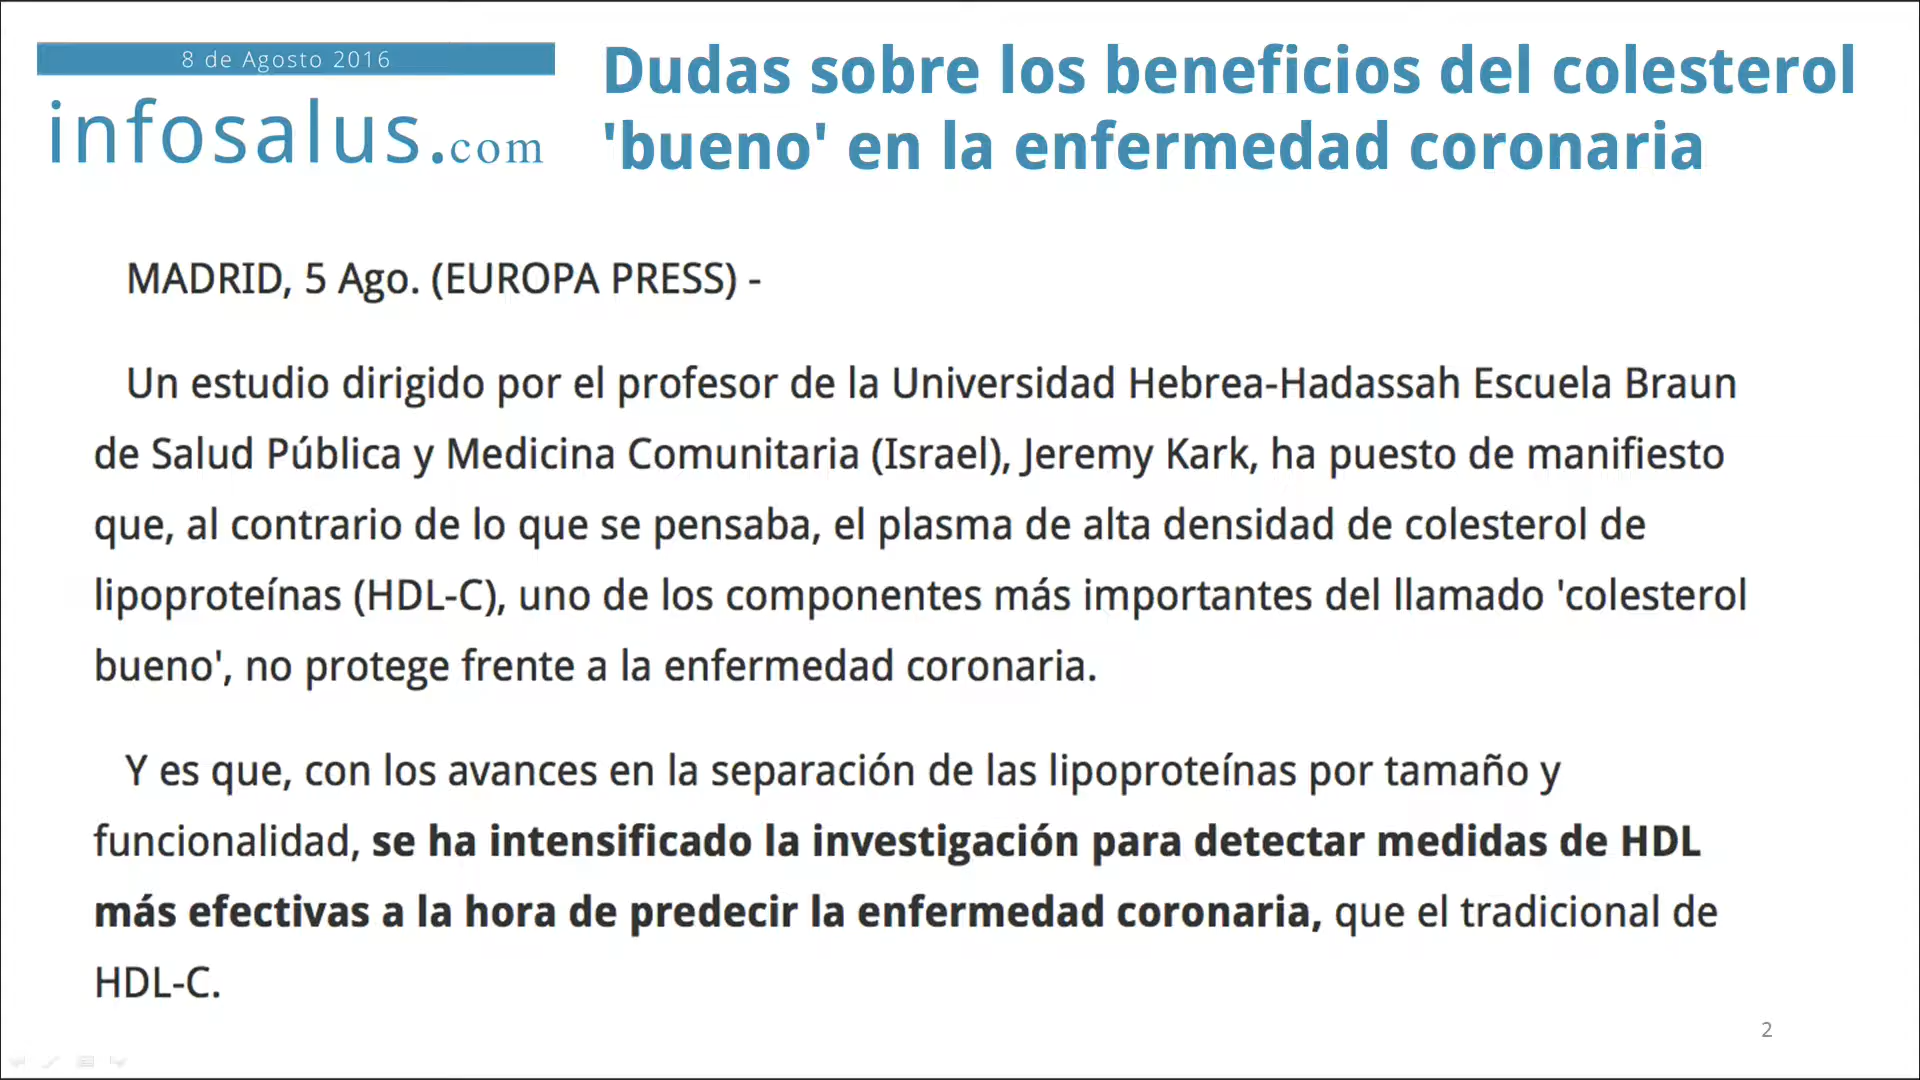 8 de Agosto 2016
infosalus.com
Dudas sobre los beneficios del colesterol
'bueno' en la enfermedad coronaria
MADRID, 5 Ago. (EUROPA PRESS) -
Un estudio dirigido por el profesor de la Universidad Hebrea-Hadassah Escuela Braun
de Salud Pública y Medicina Comunitaria (Israel), Jeremy Kark, ha puesto de manifiesto
que, al contrario de lo que se pensaba, el plasma de alta densidad de colesterol de
lipoproteínas (HDL-C), uno de los componentes más importantes del llamado 'colesterol
bueno', no protege frente a la enfermedad coronaria.
Y es que, con los avances en la separación de las lipoproteínas por tamaño y
funcionalidad, se ha intensificado la investigación para detectar medidas de HDL
más efectivas a la hora de predecir la enfermedad coronaria, que el tradicional de
HDL-C.
2